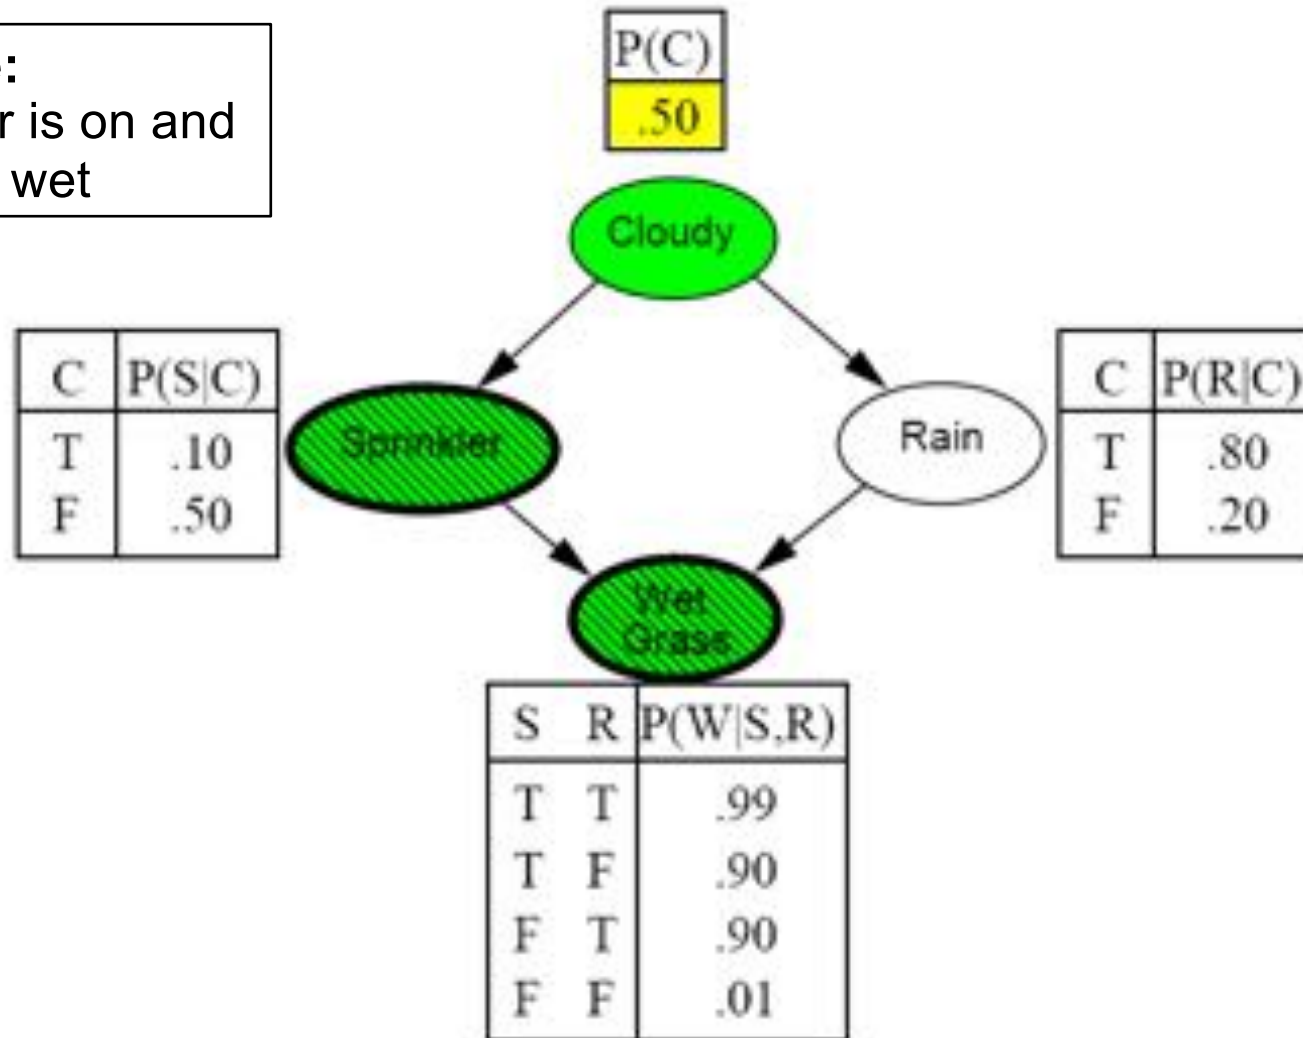 e:
r is on and
wet
P(C)
.50
Cloudy
C P(S|C)
T .10
F .50
Sprinkler
Rain
C P(R|C)
T .80
F .20
Wet
Grass
S R P(W|S,R)
T T .99
T F .90
F T .90
F F .01